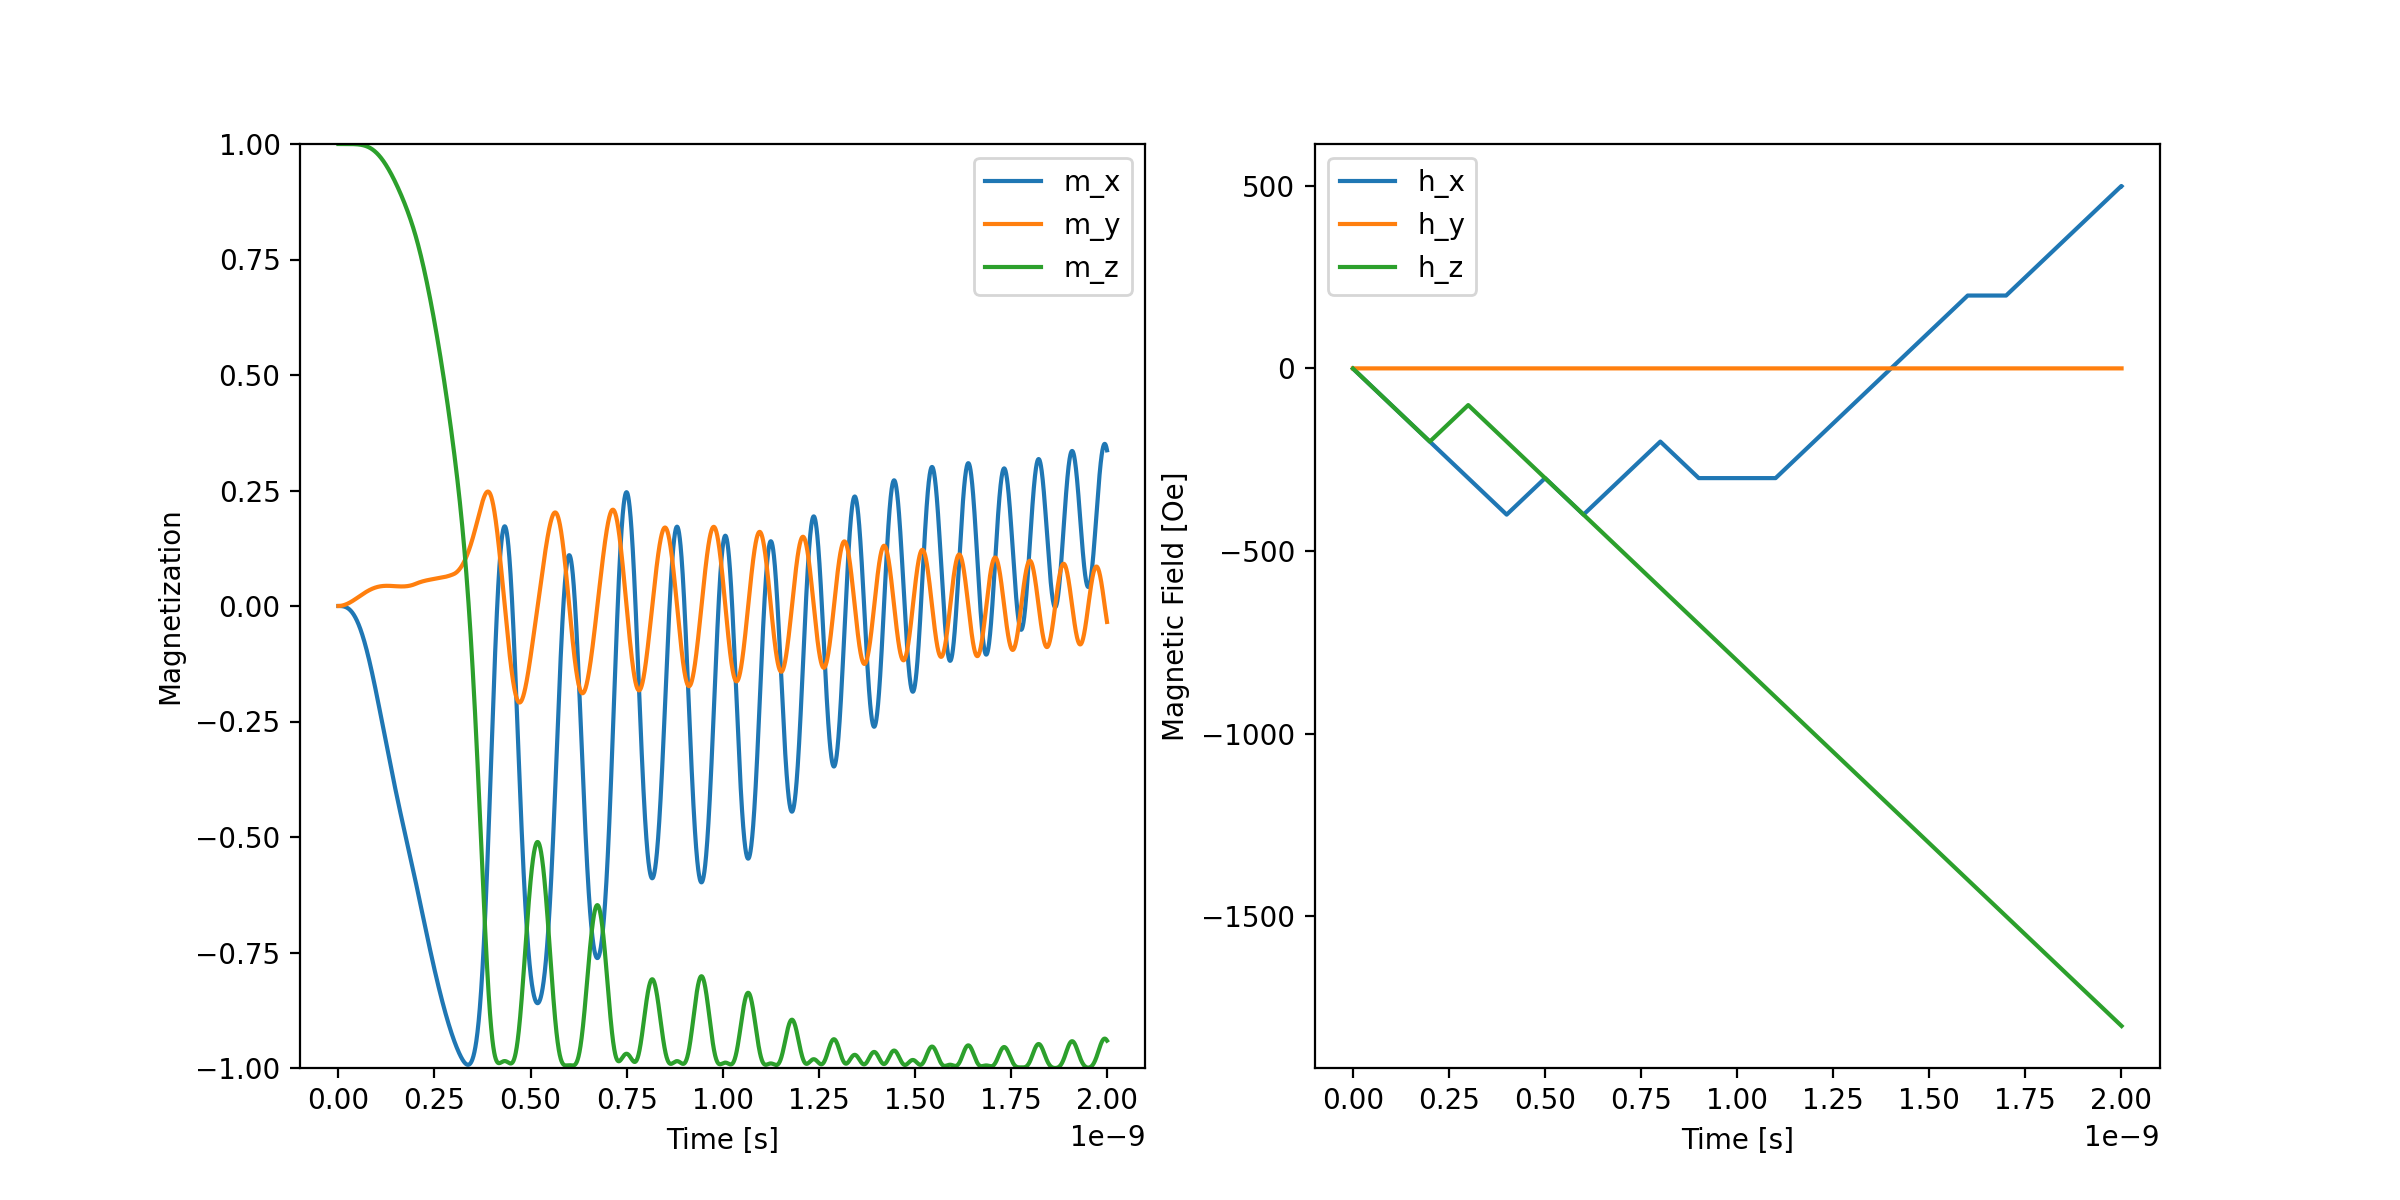 1.00
0.75
0.50
0.25
0.00
−0.25
−0.50
−0.75
−1.00
Magnetization
m_x
m_y
m_z
0.00 0.25 0.50 0.75 1.00 1.25 1.50 1.75 2.00
Time [s]
1e−9
500
0
−500
−1000
−1500
Magnetic Field [Oe]
h_x
h_y
h_z
0.00 0.25 0.50 0.75 1.00 1.25 1.50 1.75 2.00
Time [s]
1e−9